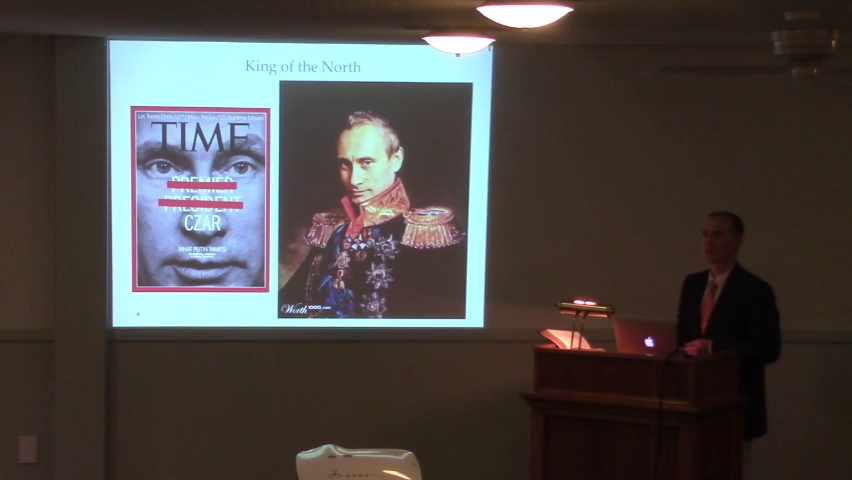 King of the North
TIME
PREMIER
PRESIDENT
CZAR
WHAT PUTIN WANTS
Worth1000.com